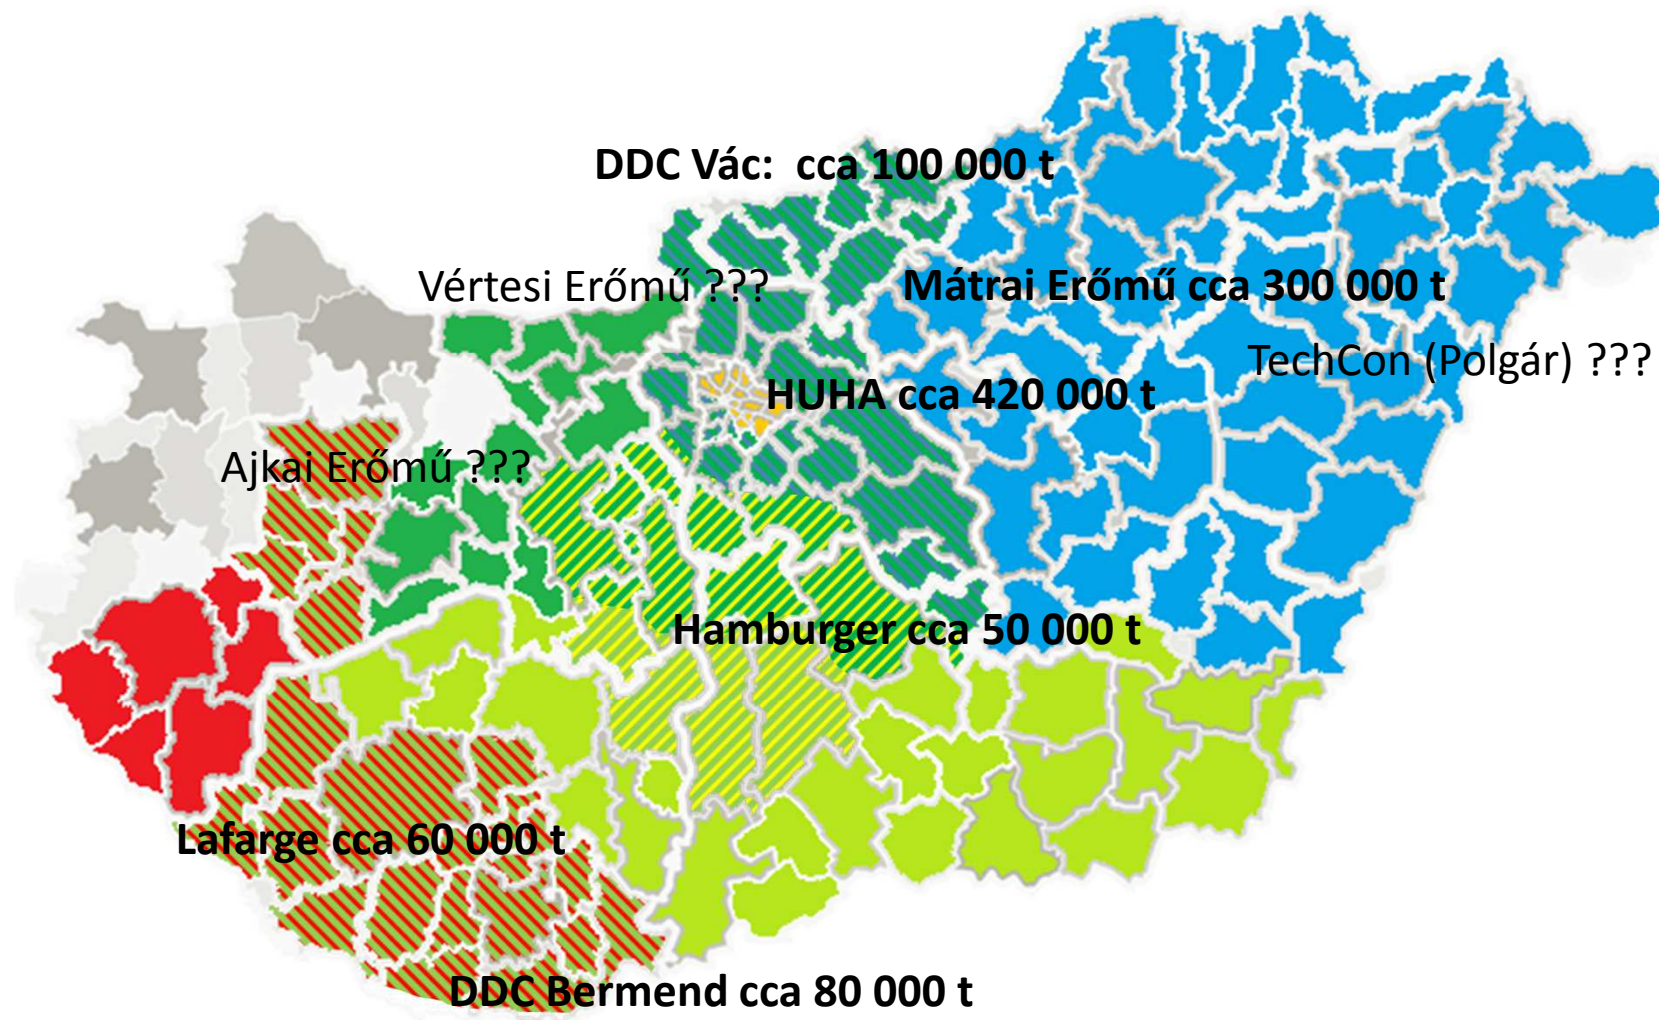 DDC Vác:  cca 100 000 t
Vértesi Erőmű ???
Mátrai Erőmű cca 300 000 t
TechCon (Polgár) ???
HUHA cca 420 000 t
Ajkai Erőmű ???
Hamburger cca 50 000 t
Lafarge cca 60 000 t
DDC Bermend cca 80 000 t